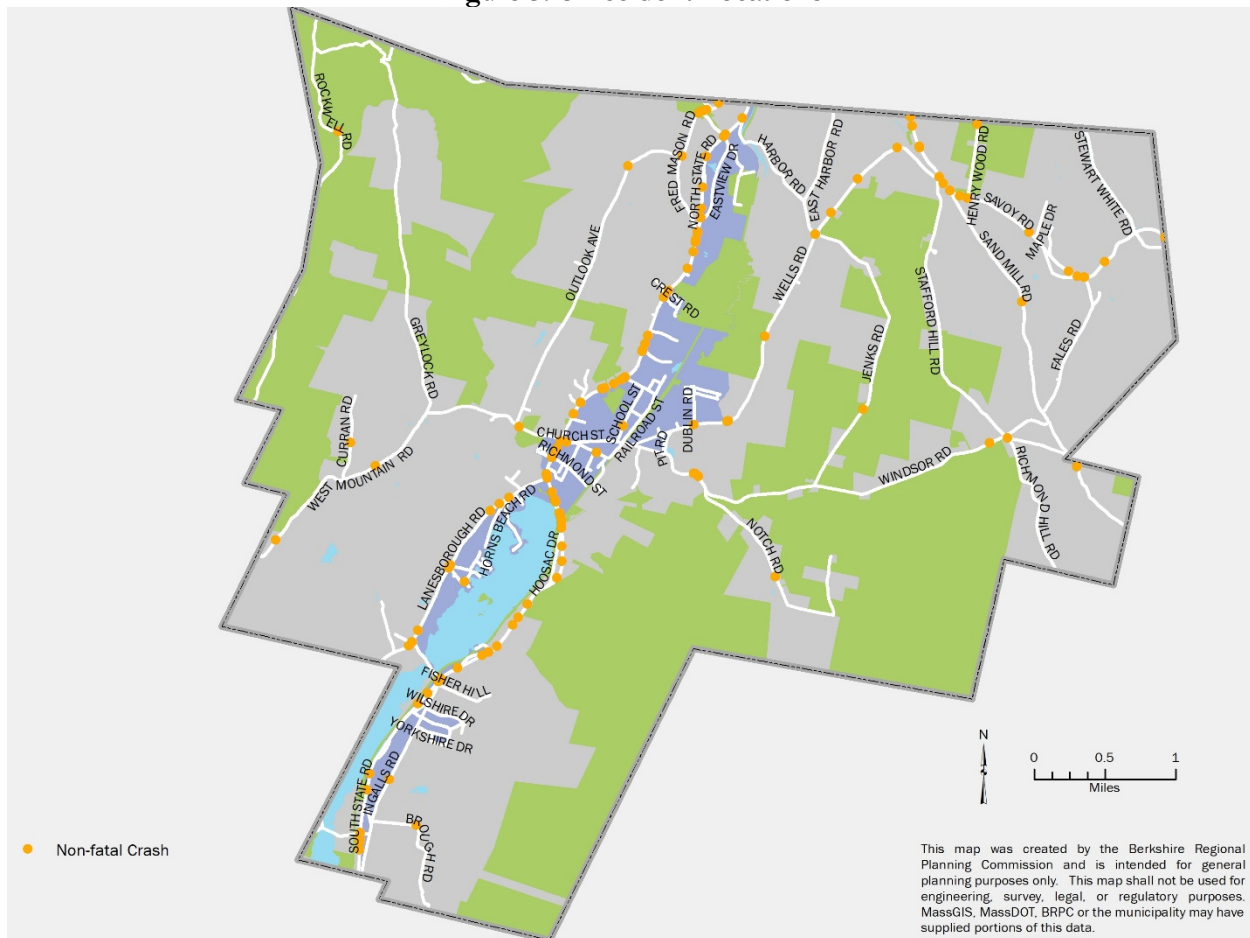 ROCKWELL RD
FRED MASON RD
NORTH STATE RD
EASTVIEW DR
HARBOR RD
EAST HARBOR RD
HENRY WOOD RD
STEWART WHITE RD
SAVOY RD
MAPLE DR
OUTLOOK AVE
WELLS RD
SAND MILL RD
STAFFORD HILL RD
CREST RD
GREYLOCK RD
JENKS RD
FALES RD
CURRAN RD
SCHOOL ST
DUBLIN RD
RAILROAD ST
CHURCH ST
PIT RD
RICHMOND ST
WEST MOUNTAIN RD
WINDSOR RD
RICHMOND HILL RD
LANESBOROUGH RD
HORNS BEACH RD
HOOSAC DR
NOTCH RD
FISHER HILL
WILSHIRE DR
YORKSHIRE DR
SOUTH STATE RD
INGALLS RD
BROUGH RD
N
0 0.5 1
Miles
Non-fatal Crash
This map was created by the Berkshire Regional
Planning Commission and is intended for general
planning purposes only. This map shall not be used for
engineering, survey, legal, or regulatory purposes.
MassGIS, MassDOT, BRPC or the municipality may have
supplied portions of this data.